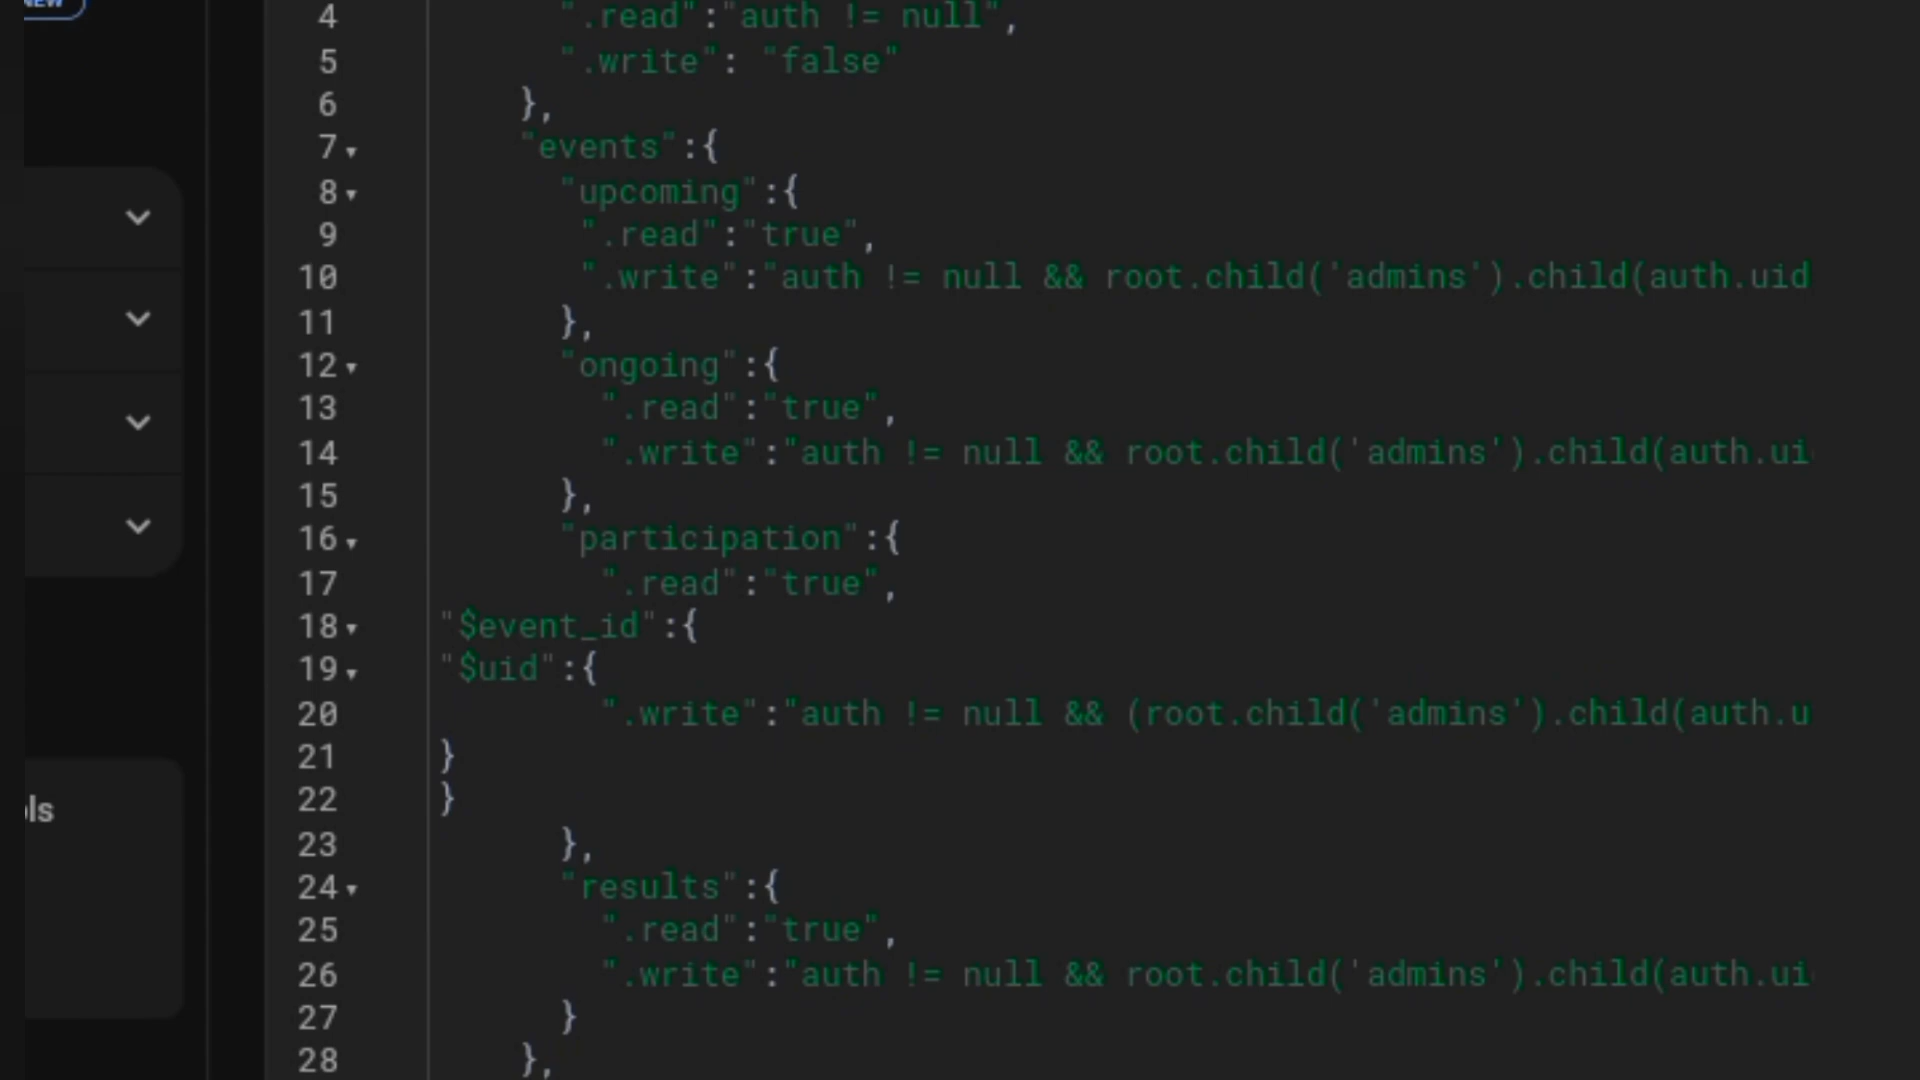 NEW
4 ".read":"auth != null",
5 ".write": "false"
6 },
7 "events":{
8 "upcoming":{
9 ".read":"true",
10 ".write":"auth != null && root.child('admins').child(auth.uid
11 },
12 "ongoing":{
13 ".read":"true",
14 ".write":"auth != null && root.child('admins').child(auth.ui
15 },
16 "participation":{
17 ".read":"true",
18 "$event_id":{
19 "$uid":{
20 ".write":"auth != null && (root.child('admins').child(auth.u
21 }
22 }
23 },
24 "results":{
25 ".read":"true",
26 ".write":"auth != null && root.child('admins').child(auth.ui
27 }
28 },